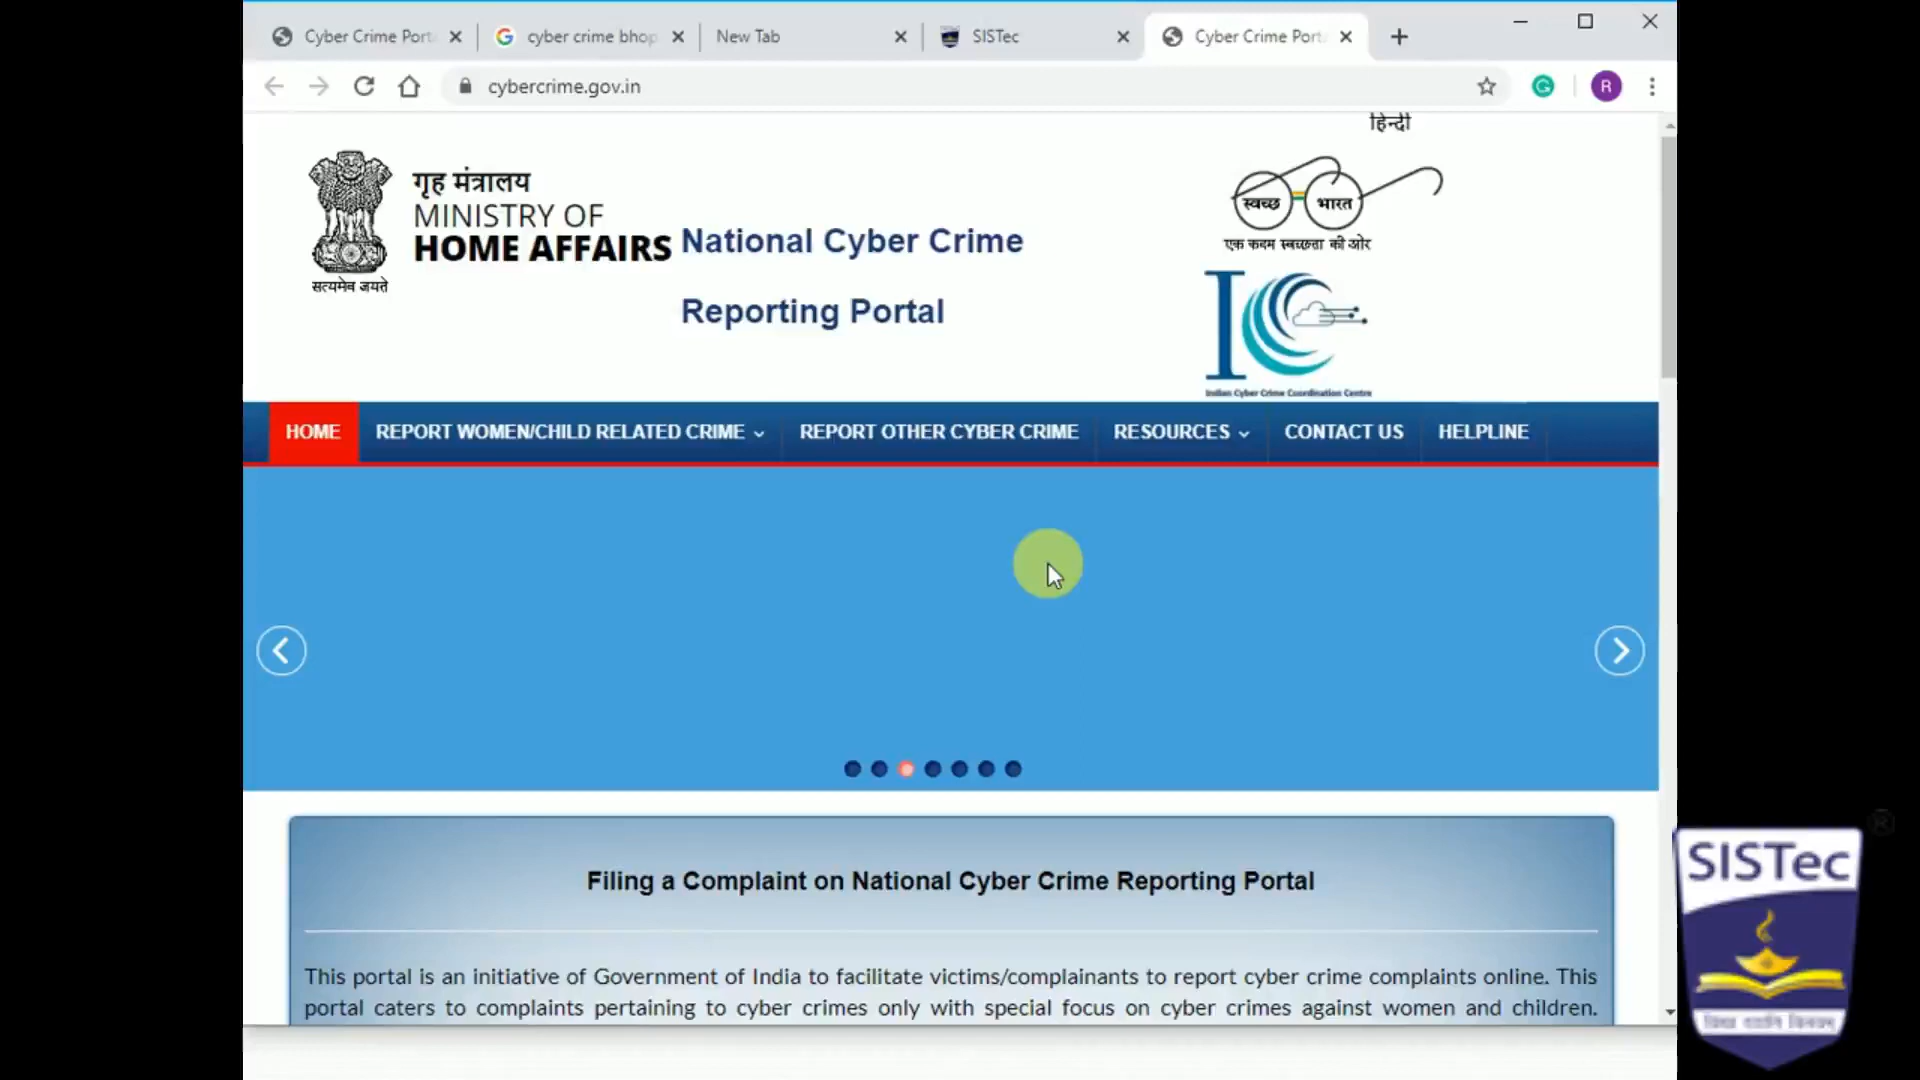 Cyber Crime Port
cyber crime bhop
New Tab
SISTec
Cyber Crime Port
cybercrime.gov.in
R
हिन्दी
गृह मंत्रालय
MINISTRY OF
HOME AFFAIRS
सत्यमेव जयते
National Cyber Crime
Reporting Portal
स्वच्छ भारत
एक कदम स्वच्छता की ओर
Indian Cyber Crime Coordination Centre
HOME
REPORT WOMEN/CHILD RELATED CRIME
REPORT OTHER CYBER CRIME
RESOURCES
CONTACT US
HELPLINE
Filing a Complaint on National Cyber Crime Reporting Portal
This portal is an initiative of Government of India to facilitate victims/complainants to report cyber crime complaints online. This
portal caters to complaints pertaining to cyber crimes only with special focus on cyber crimes against women and children.
SISTec
®